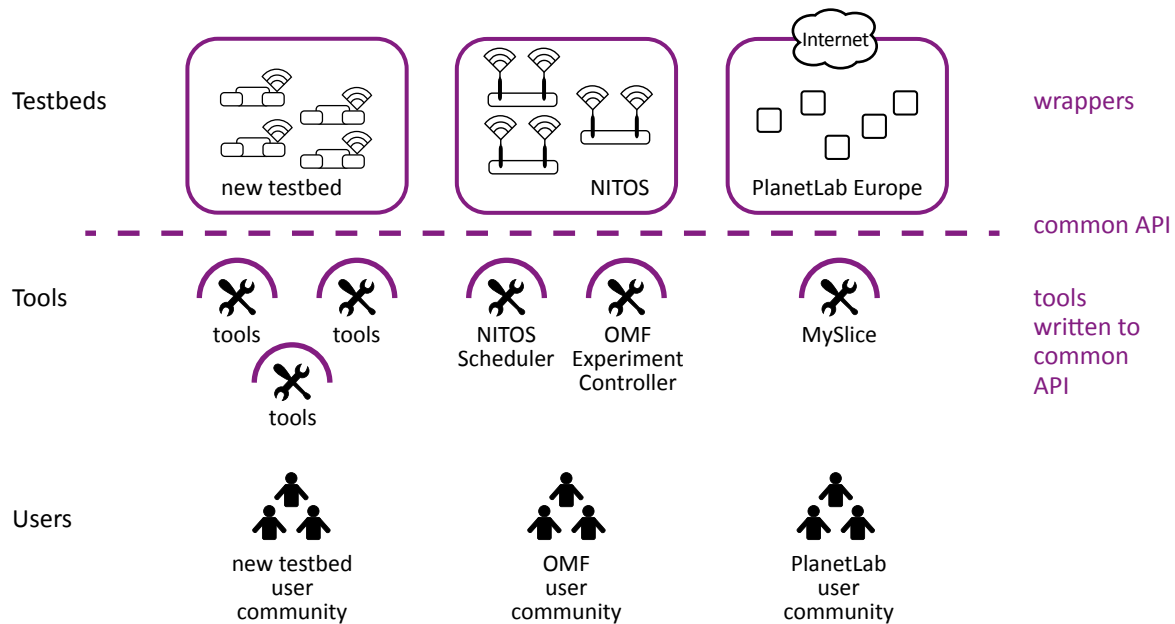 Internet
Testbeds
wrappers
new testbed
NITOS
PlanetLab Europe
common API
Tools
tools
tools
NITOS
Scheduler
OMF
Experiment
Controller
MySlice
tools
written to
common
API
tools
Users
new testbed
user
community
OMF
user
community
PlanetLab
user
community